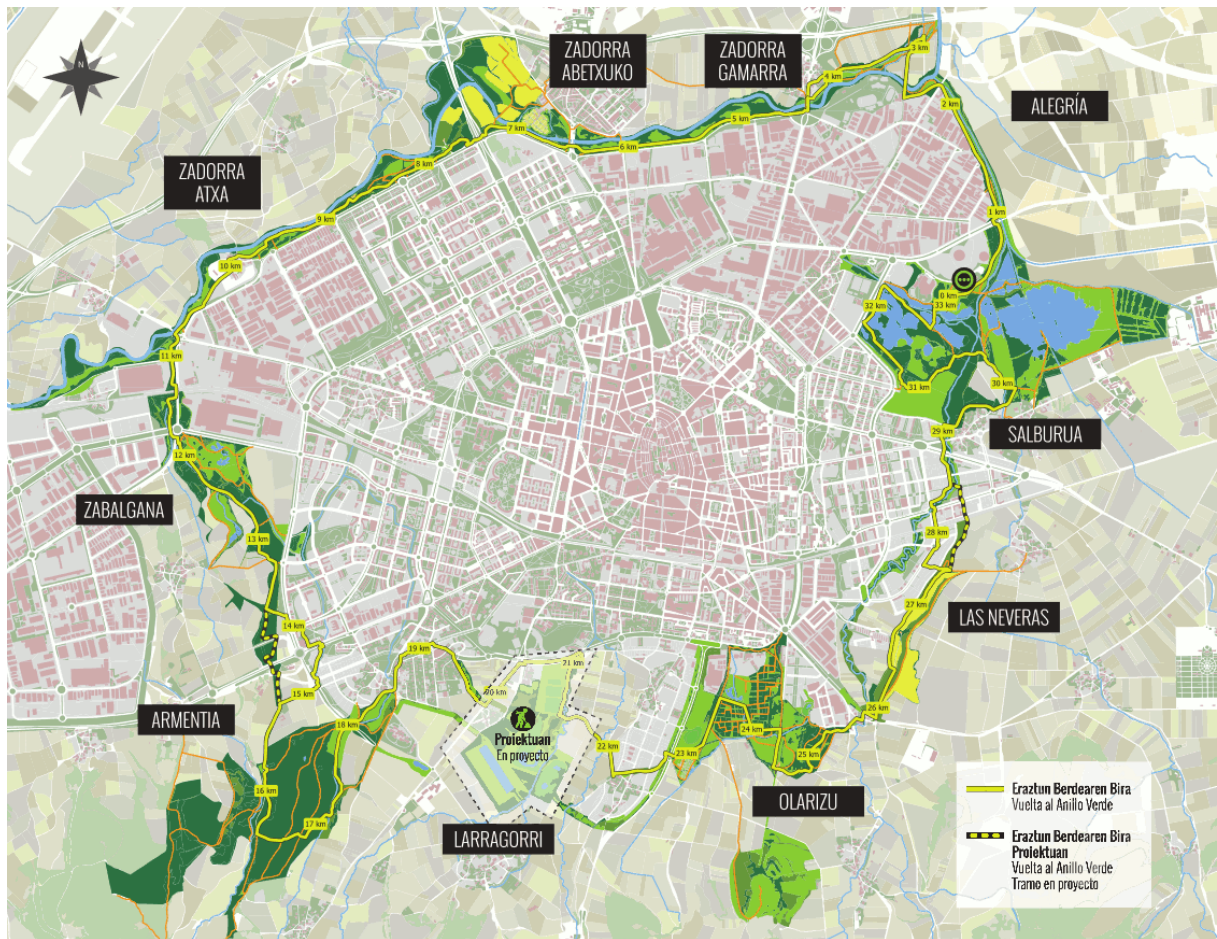 N
ZADORRA
ABETXUKO
ZADORRA
GAMARRA
ALEGRÍA
ZADORRA
ATXA
ZABALGANA
ARMENTIA
LARRAGORRI
OLARIZU
LAS NEVERAS
SALBURUA
0 km
33 km
1 km
2 km
3 km
4 km
5 km
6 km
7 km
8 km
9 km
10 km
11 km
12 km
13 km
14 km
15 km
16 km
17 km
18 km
19 km
20 km
21 km
22 km
23 km
24 km
25 km
26 km
27 km
28 km
29 km
30 km
31 km
32 km
Proiektuan
En proyecto
Eraztun Berdearen Bira
Vuelta al Anillo Verde
Eraztun Berdearen Bira
Proiektuan
Vuelta al Anillo Verde
Tramo en proyecto